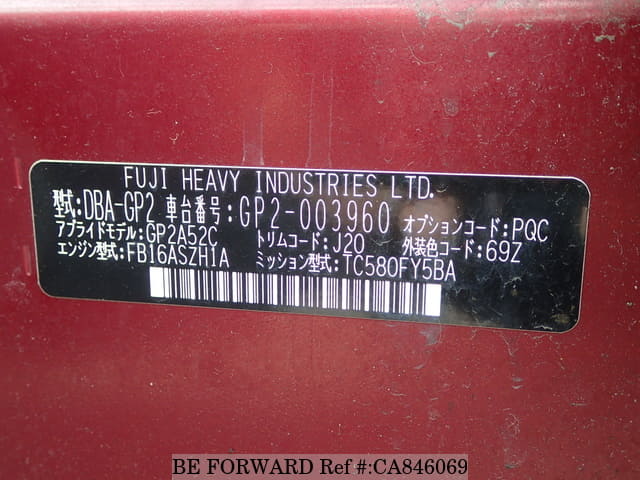 FUJI HEAVY INDUSTRIES LTD.
型式:DBA-GP2 車台番号:GP2-003960 オプションコード:PQC
アプライドモデル:GP2A52C トリムコード:J20 外装色コード:69Z
エンジン型式:FB16ASZH1A ミッション型式:TC580FY5BA
BE FORWARD Ref #:CA846069